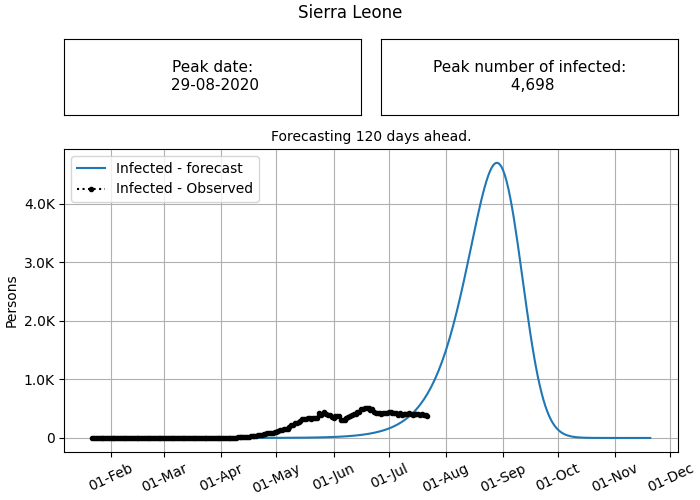 Sierra Leone
Peak date:
29-08-2020
Peak number of infected:
4,698
Forecasting 120 days ahead.
Infected - forecast
Infected - Observed
4.0K
3.0K
2.0K
1.0K
0
Persons
01-Feb
01-Mar
01-Apr
01-May
01-Jun
01-Jul
01-Aug
01-Sep
01-Oct
01-Nov
01-Dec